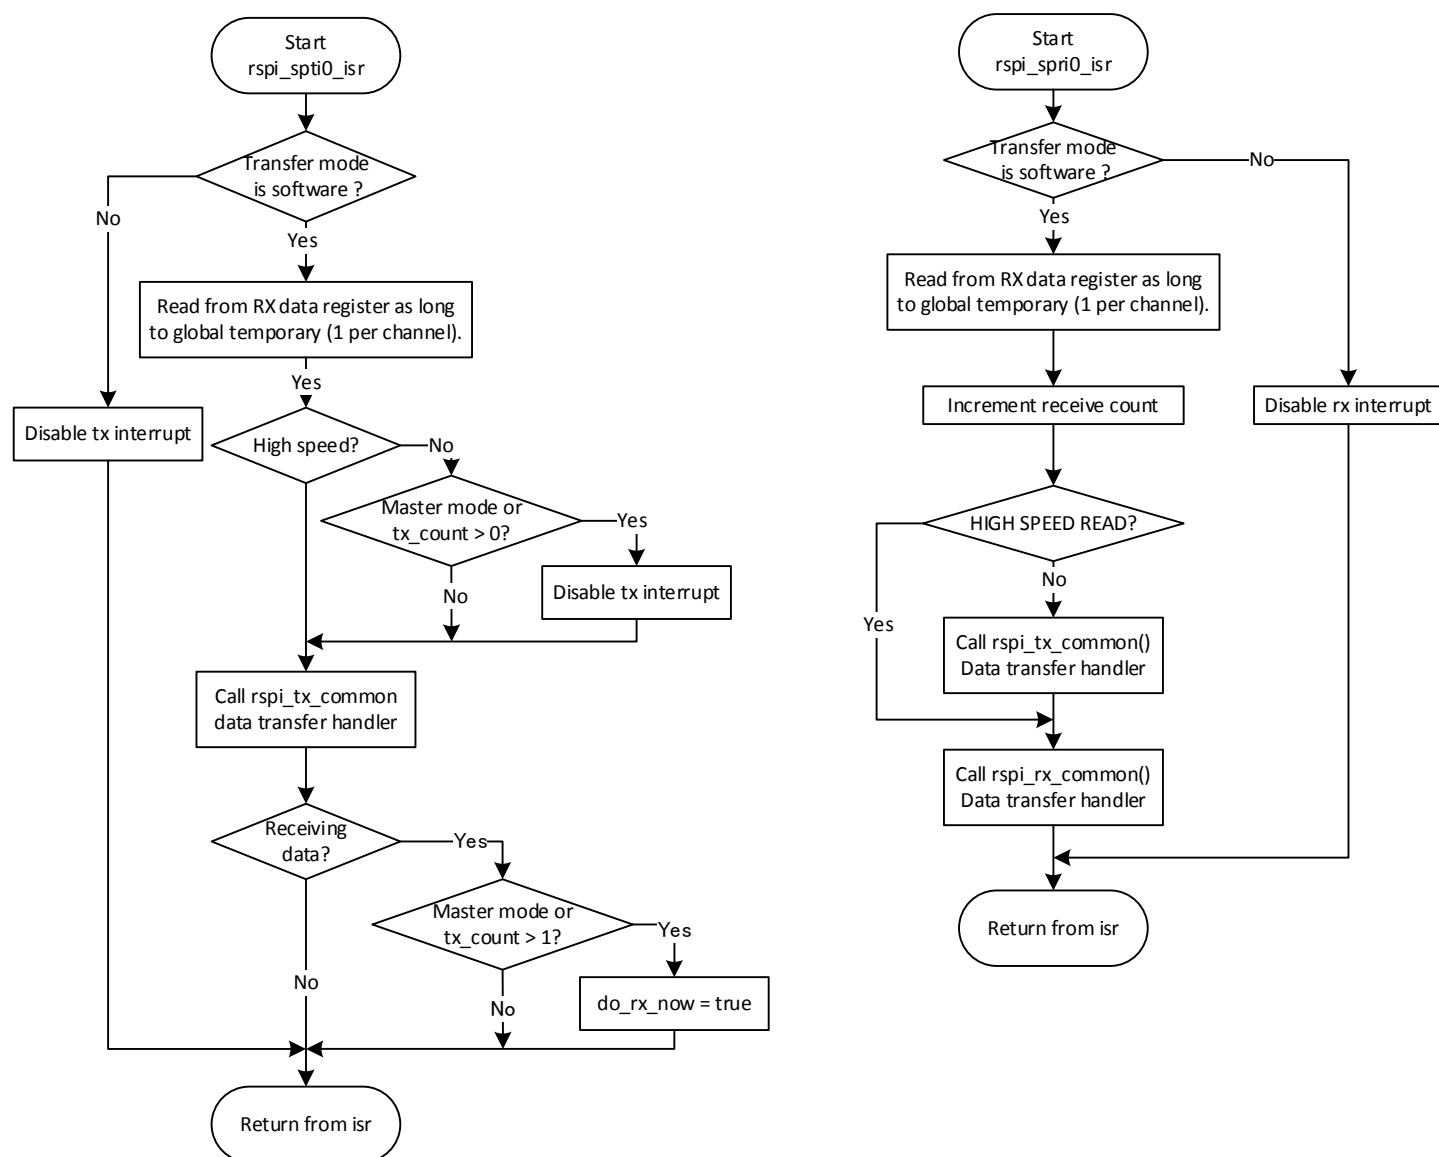 Start
rspi_spti0_isr
Transfer mode
is software ?
No
Yes
Read from RX data register as long
to global temporary (1 per channel).
Yes
Disable tx interrupt
High speed?
No
Master mode or
tx_count > 0?
Yes
No
Disable tx interrupt
Call rspi_tx_common
data transfer handler
Receiving
data?
Yes
Master mode or
tx_count > 1?
Yes
No
No
do_rx_now = true
Return from isr
Start
rspi_spri0_isr
Transfer mode
is software ?
No
Yes
Read from RX data register as long
to global temporary (1 per channel).
Increment receive count
Disable rx interrupt
HIGH SPEED READ?
No
Yes
Call rspi_tx_common()
Data transfer handler
Call rspi_rx_common()
Data transfer handler
Return from isr